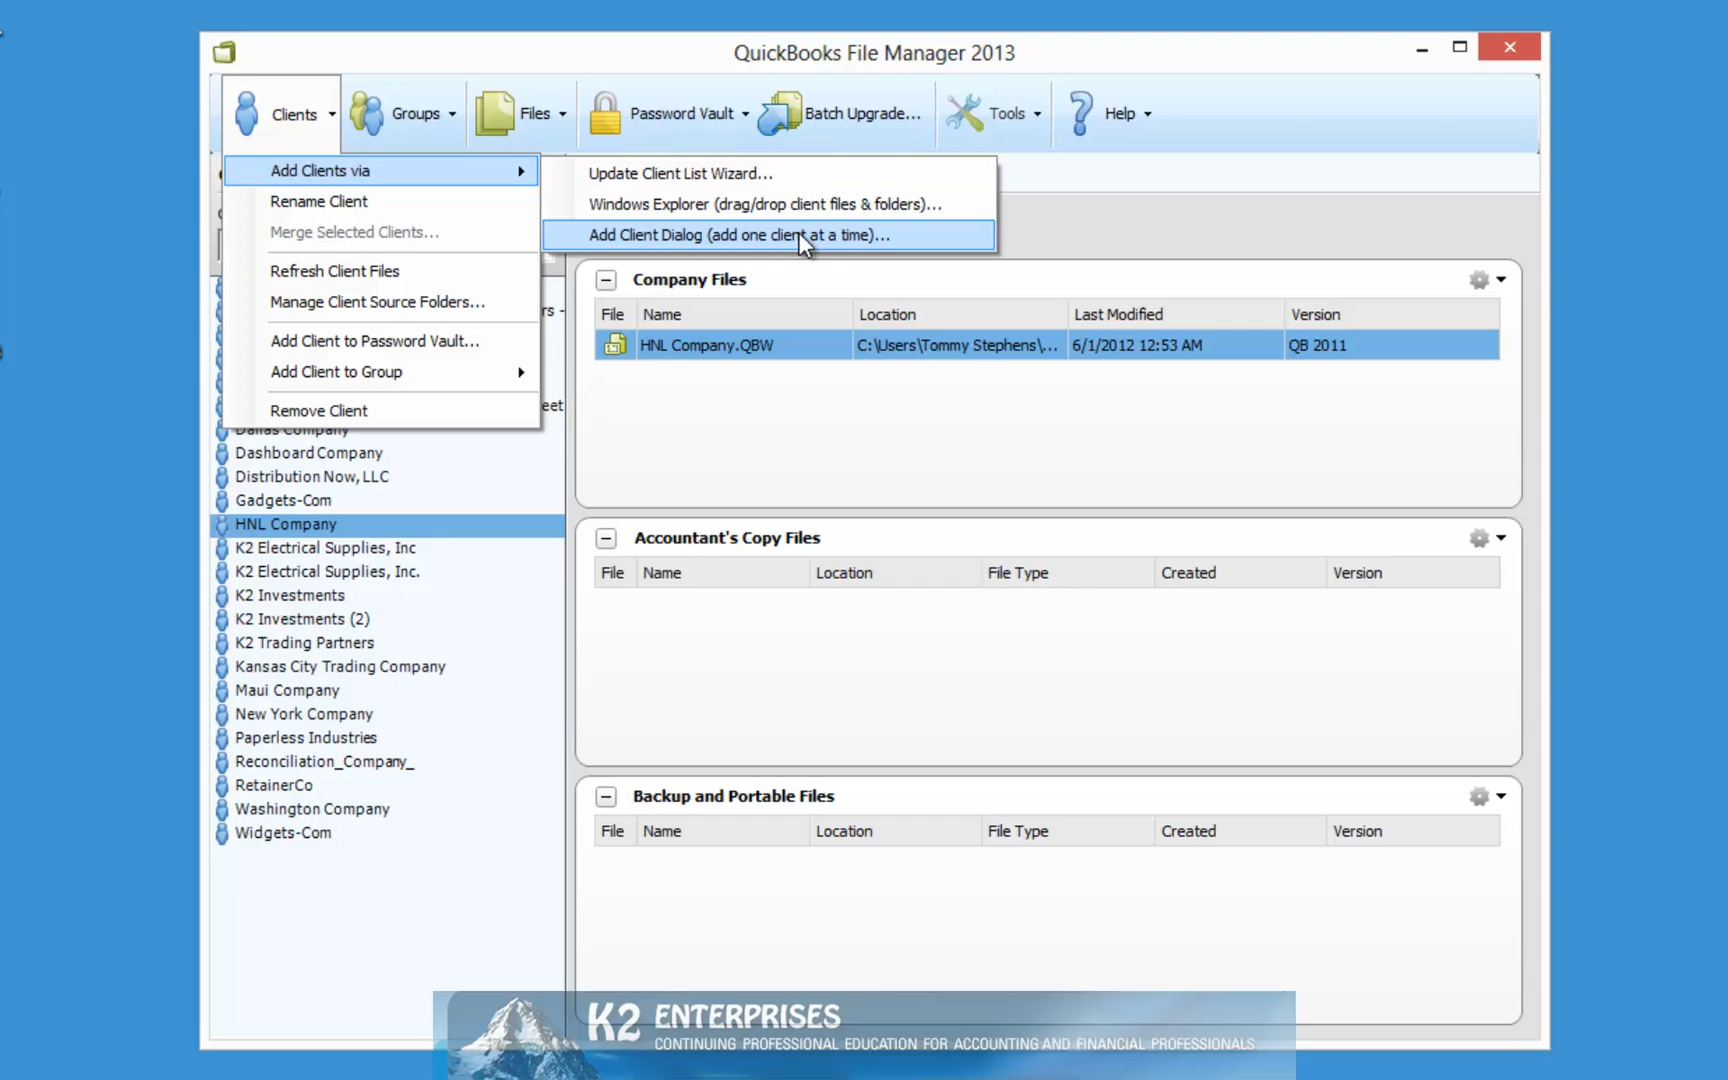 QuickBooks File Manager 2013
Clients Groups Files Password Vault Batch Upgrade... Tools Help
Add Clients via
Rename Client
Merge Selected Clients...
Refresh Client Files
Manage Client Source Folders...
Add Client to Password Vault...
Add Client to Group
Remove Client
Update Client List Wizard...
Windows Explorer (drag/drop client files & folders)...
Add Client Dialog (add one client at a time)...
rs -
eet
Dallas Company
Dashboard Company
Distribution Now, LLC
Gadgets-Com
HNL Company
K2 Electrical Supplies, Inc
K2 Electrical Supplies, Inc.
K2 Investments
K2 Investments (2)
K2 Trading Partners
Kansas City Trading Company
Maui Company
New York Company
Paperless Industries
Reconciliation_Company_
RetainerCo
Washington Company
Widgets-Com
Company Files
File Name Location Last Modified Version
HNL Company.QBW C:\Users\Tommy Stephens\... 6/1/2012 12:53 AM QB 2011
Accountant's Copy Files
File Name Location File Type Created Version
Backup and Portable Files
File Name Location File Type Created Version
K2 ENTERPRISES
CONTINUING PROFESSIONAL EDUCATION FOR ACCOUNTING AND FINANCIAL PROFESSIONALS